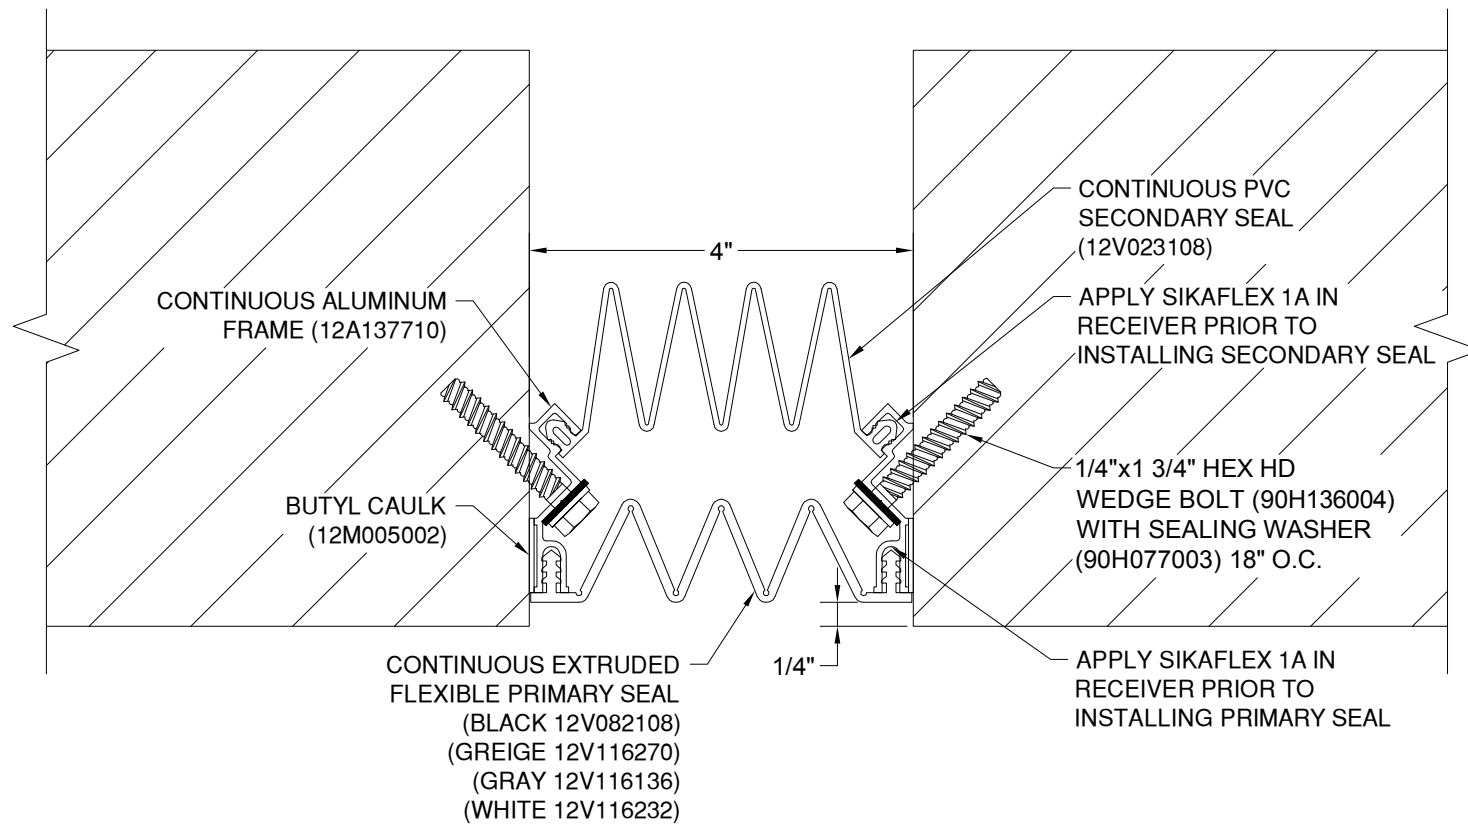 CONTINUOUS PVC
SECONDARY SEAL
(12V023108)
4"
CONTINUOUS ALUMINUM
FRAME (12A137710)
APPLY SIKAFLEX 1A IN
RECEIVER PRIOR TO
INSTALLING SECONDARY SEAL
1/4"x1 3/4" HEX HD
WEDGE BOLT (90H136004)
WITH SEALING WASHER
(90H077003) 18" O.C.
BUTYL CAULK
(12M005002)
CONTINUOUS EXTRUDED
FLEXIBLE PRIMARY SEAL
(BLACK 12V082108)
(GREIGE 12V116270)
(GRAY 12V116136)
(WHITE 12V116232)
1/4"
APPLY SIKAFLEX 1A IN
RECEIVER PRIOR TO
INSTALLING PRIMARY SEAL